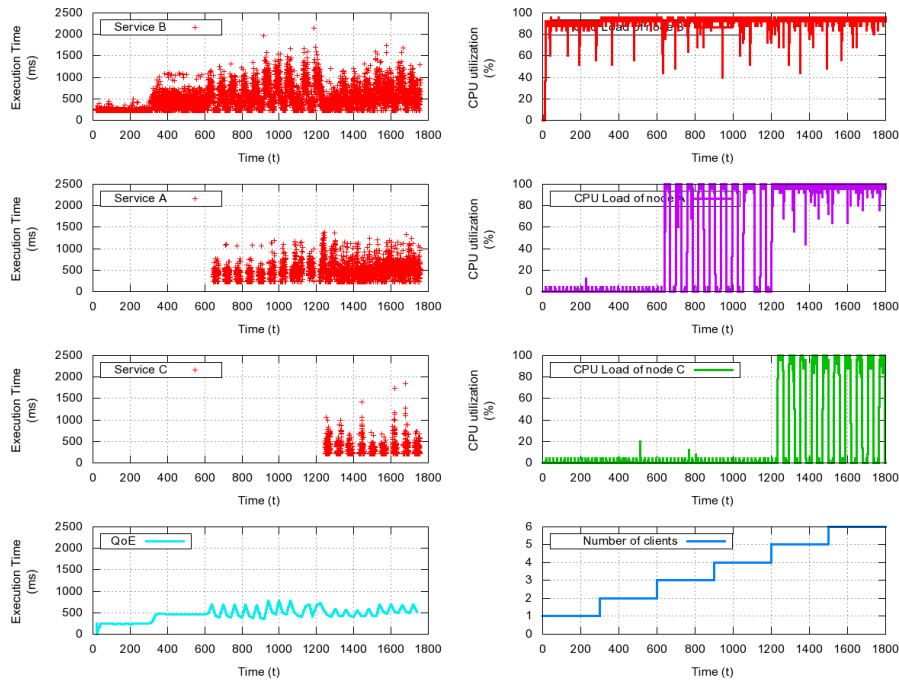 Execution Time
(ms)
2500
2000
1500
1000
500
0
Service B
0 200 400 600 800 1000 1200 1400 1600 1800
Time (t)
CPU utilization
(%)
100
80
60
40
20
0
Load of node B
0 200 400 600 800 1000 1200 1400 1600 1800
Time (t)
Execution Time
(ms)
2500
2000
1500
1000
500
0
Service A
0 200 400 600 800 1000 1200 1400 1600 1800
Time (t)
CPU utilization
(%)
100
80
60
40
20
0
CPU Load of node A
0 200 400 600 800 1000 1200 1400 1600 1800
Time (t)
Execution Time
(ms)
2500
2000
1500
1000
500
0
Service C
0 200 400 600 800 1000 1200 1400 1600 1800
Time (t)
CPU utilization
(%)
100
80
60
40
20
0
CPU Load of node C
0 200 400 600 800 1000 1200 1400 1600 1800
Time (t)
Execution Time
(ms)
2500
2000
1500
1000
500
0
QoE
0 200 400 600 800 1000 1200 1400 1600 1800
Time (t)
6
5
4
3
2
1
Number of clients
0 200 400 600 800 1000 1200 1400 1600 1800
Time (t)